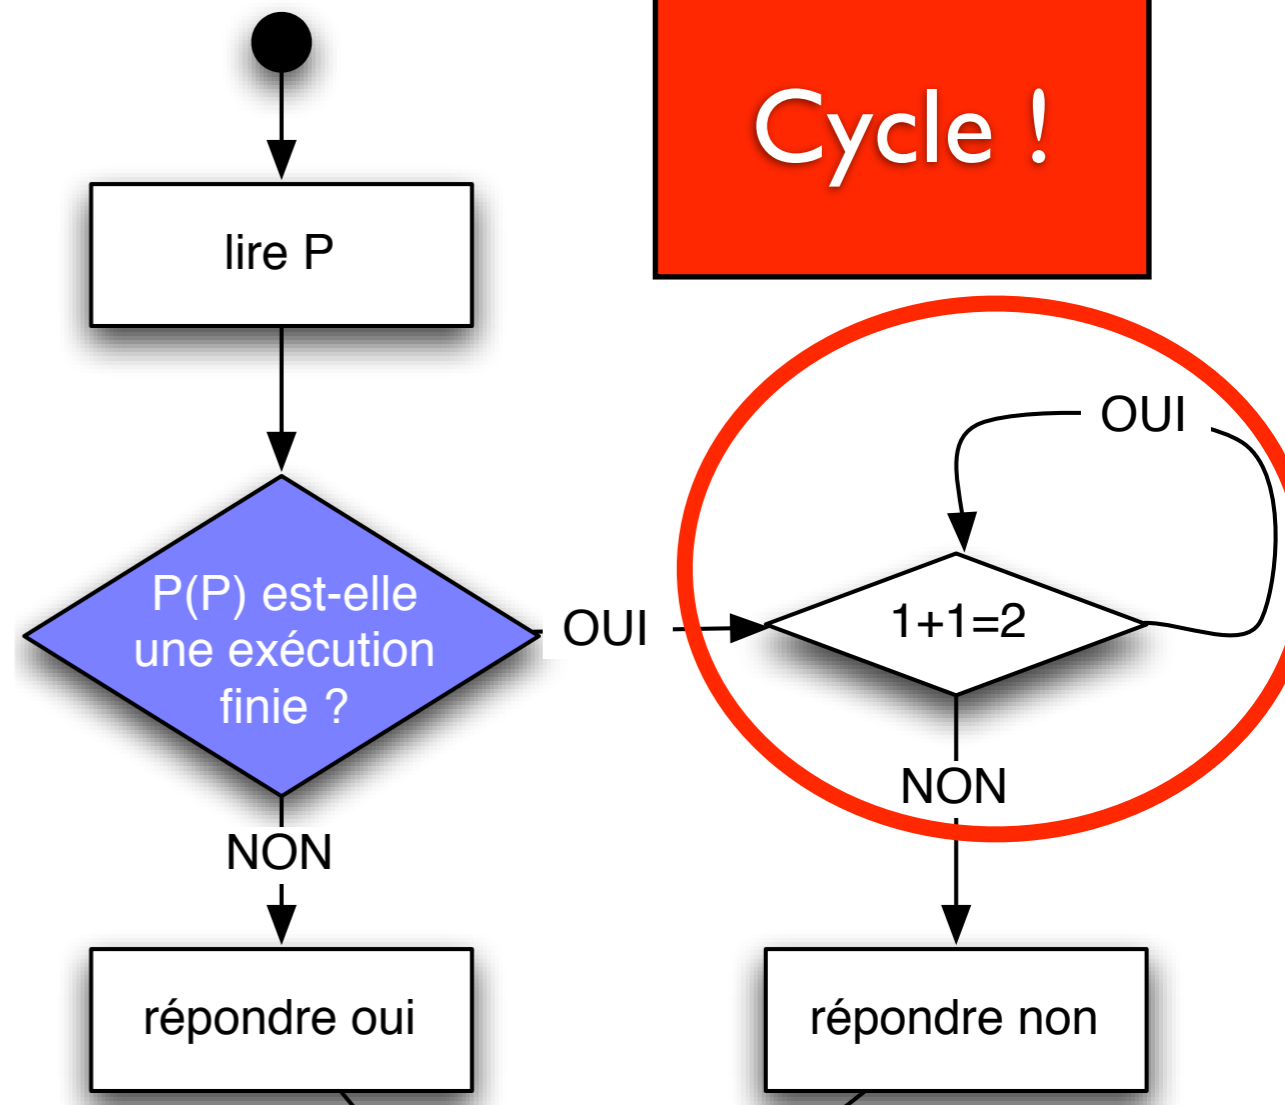 Cycle !
lire P
OUI
P(P) est-elle
une exécution
finie ?
OUI
1+1=2
NON
NON
répondre oui
répondre non